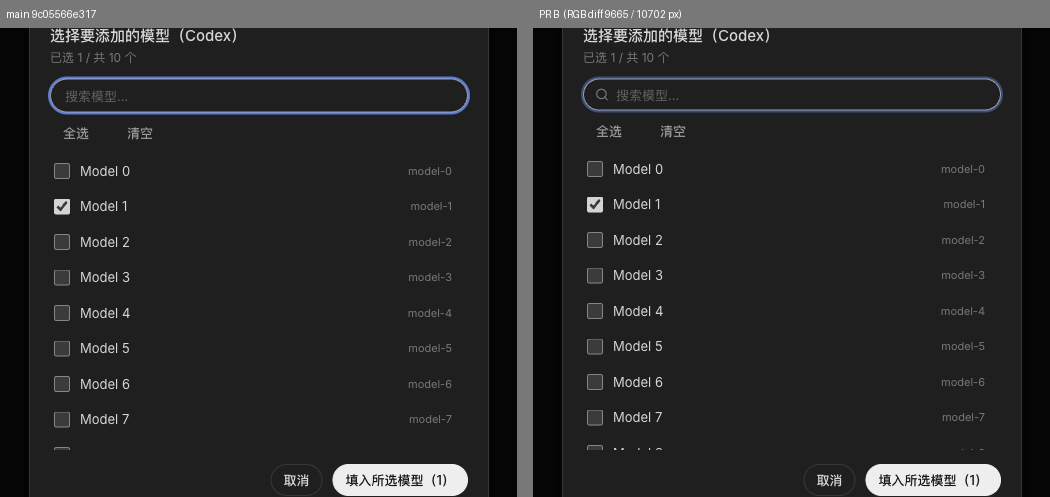 main 9c05566e317
选择要添加的模型（Codex）
已选 1 / 共 10 个
搜索模型...
全选 清空
Model 0 model-0
Model 1 model-1
Model 2 model-2
Model 3 model-3
Model 4 model-4
Model 5 model-5
Model 6 model-6
Model 7 model-7
取消 填入所选模型（1）
PR B (RGB diff 9665 / 10702 px)
选择要添加的模型（Codex）
已选 1 / 共 10 个
搜索模型...
全选 清空
Model 0 model-0
Model 1 model-1
Model 2 model-2
Model 3 model-3
Model 4 model-4
Model 5 model-5
Model 6 model-6
Model 7 model-7
取消 填入所选模型（1）